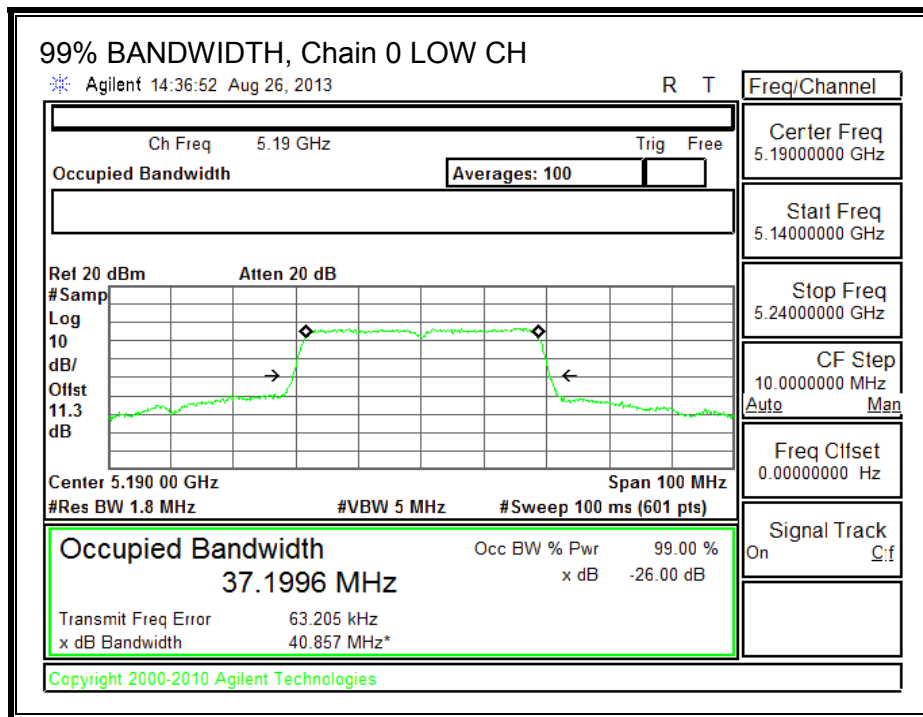 99% BANDWIDTH, Chain 0 LOW CH
Agilent 14:36:52 Aug 26, 2013 R T
Freq/Channel
Ch Freq 5.19 GHz Trig Free
Occupied Bandwidth Averages: 100
Center Freq
5.19000000 GHz
Start Freq
5.14000000 GHz
Stop Freq
5.24000000 GHz
CF Step
10.0000000 MHz
Auto Man
Freq Offset
0.00000000 Hz
Signal Track
On Off
Ref 20 dBm Atten 20 dB
#Samp
Log
10
dB/
Offst
11.3
dB
Center 5.190 00 GHz Span 100 MHz
#Res BW 1.8 MHz #VBW 5 MHz #Sweep 100 ms (601 pts)
Occupied Bandwidth
37.1996 MHz
Occ BW % Pwr 99.00 %
x dB -26.00 dB
Transmit Freq Error 63.205 kHz
x dB Bandwidth 40.857 MHz*
Copyright 2000-2010 Agilent Technologies